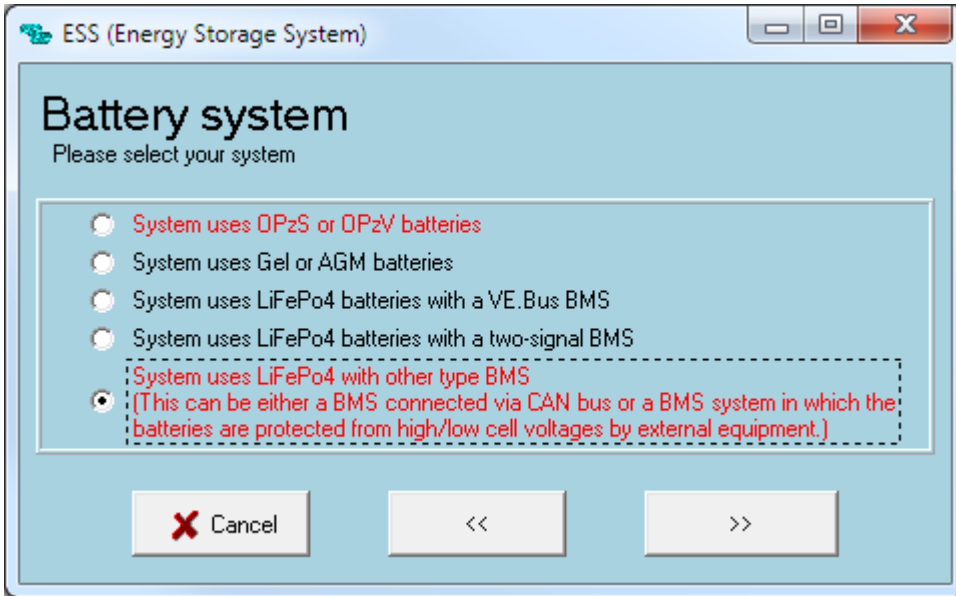 ESS (Energy Storage System)
Battery system
Please select your system
System uses OPzS or OPzV batteries
System uses Gel or AGM batteries
System uses LiFePo4 batteries with a VE.Bus BMS
System uses LiFePo4 batteries with a two-signal BMS
System uses LiFePo4 with other type BMS
(This can be either a BMS connected via CAN bus or a BMS system in which the
batteries are protected from high/low cell voltages by external equipment.)
Cancel
<<
>>